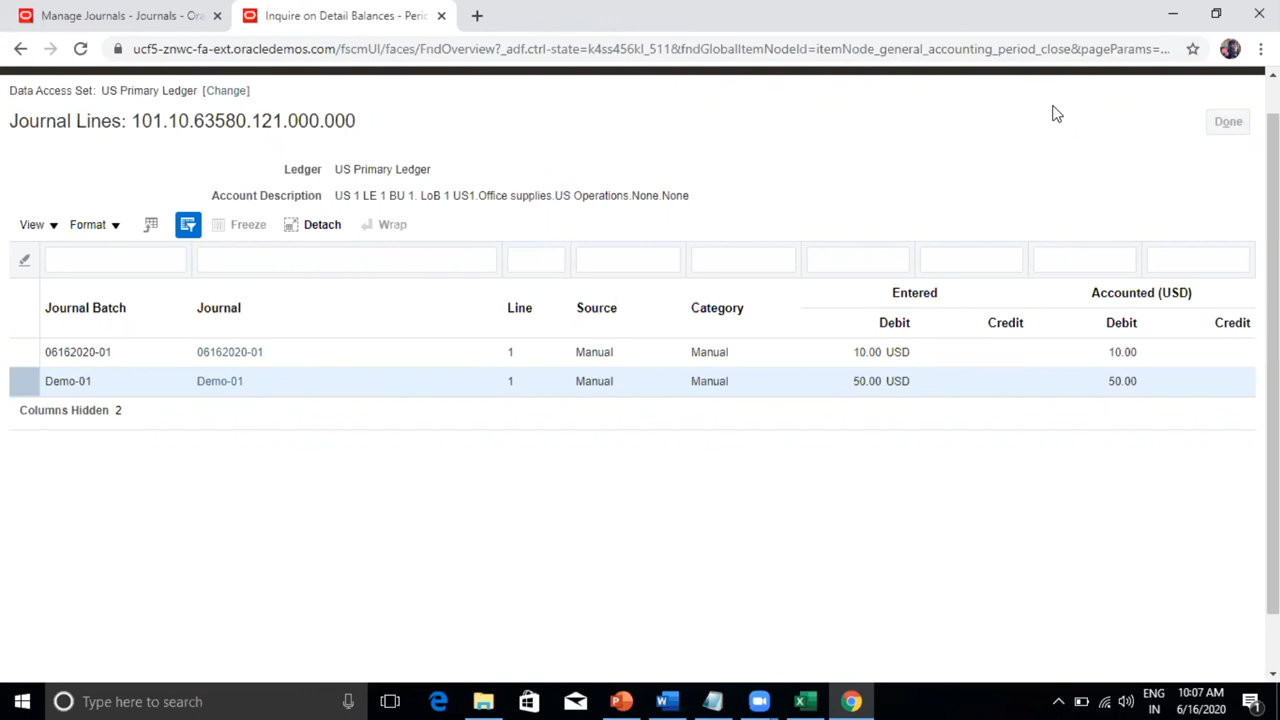 Manage Journals - Journals - Ora
Inquire on Detail Balances - Peri
ucf5-znwc-fa-ext.oracledemos.com/fscmUI/faces/FndOverview?_adf.ctrl-state=k4ss456kl_511&fndGlobalItemNodeId=itemNode_general_accounting_period_close&pageParams=...
Data Access Set: US Primary Ledger [Change]
Journal Lines: 101.10.63580.121.000.000
Done
Ledger US Primary Ledger
Account Description US 1 LE 1 BU 1. LoB 1 US1.Office supplies.US Operations.None.None
View Format Freeze Detach Wrap
Entered Accounted (USD)
Journal Batch Journal Line Source Category
Debit Credit Debit Credit
06162020-01 06162020-01 1 Manual Manual 10.00 USD 10.00
Demo-01 Demo-01 1 Manual Manual 50.00 USD 50.00
Columns Hidden 2
Type here to search
ENG
IN
10:07 AM
6/16/2020
1